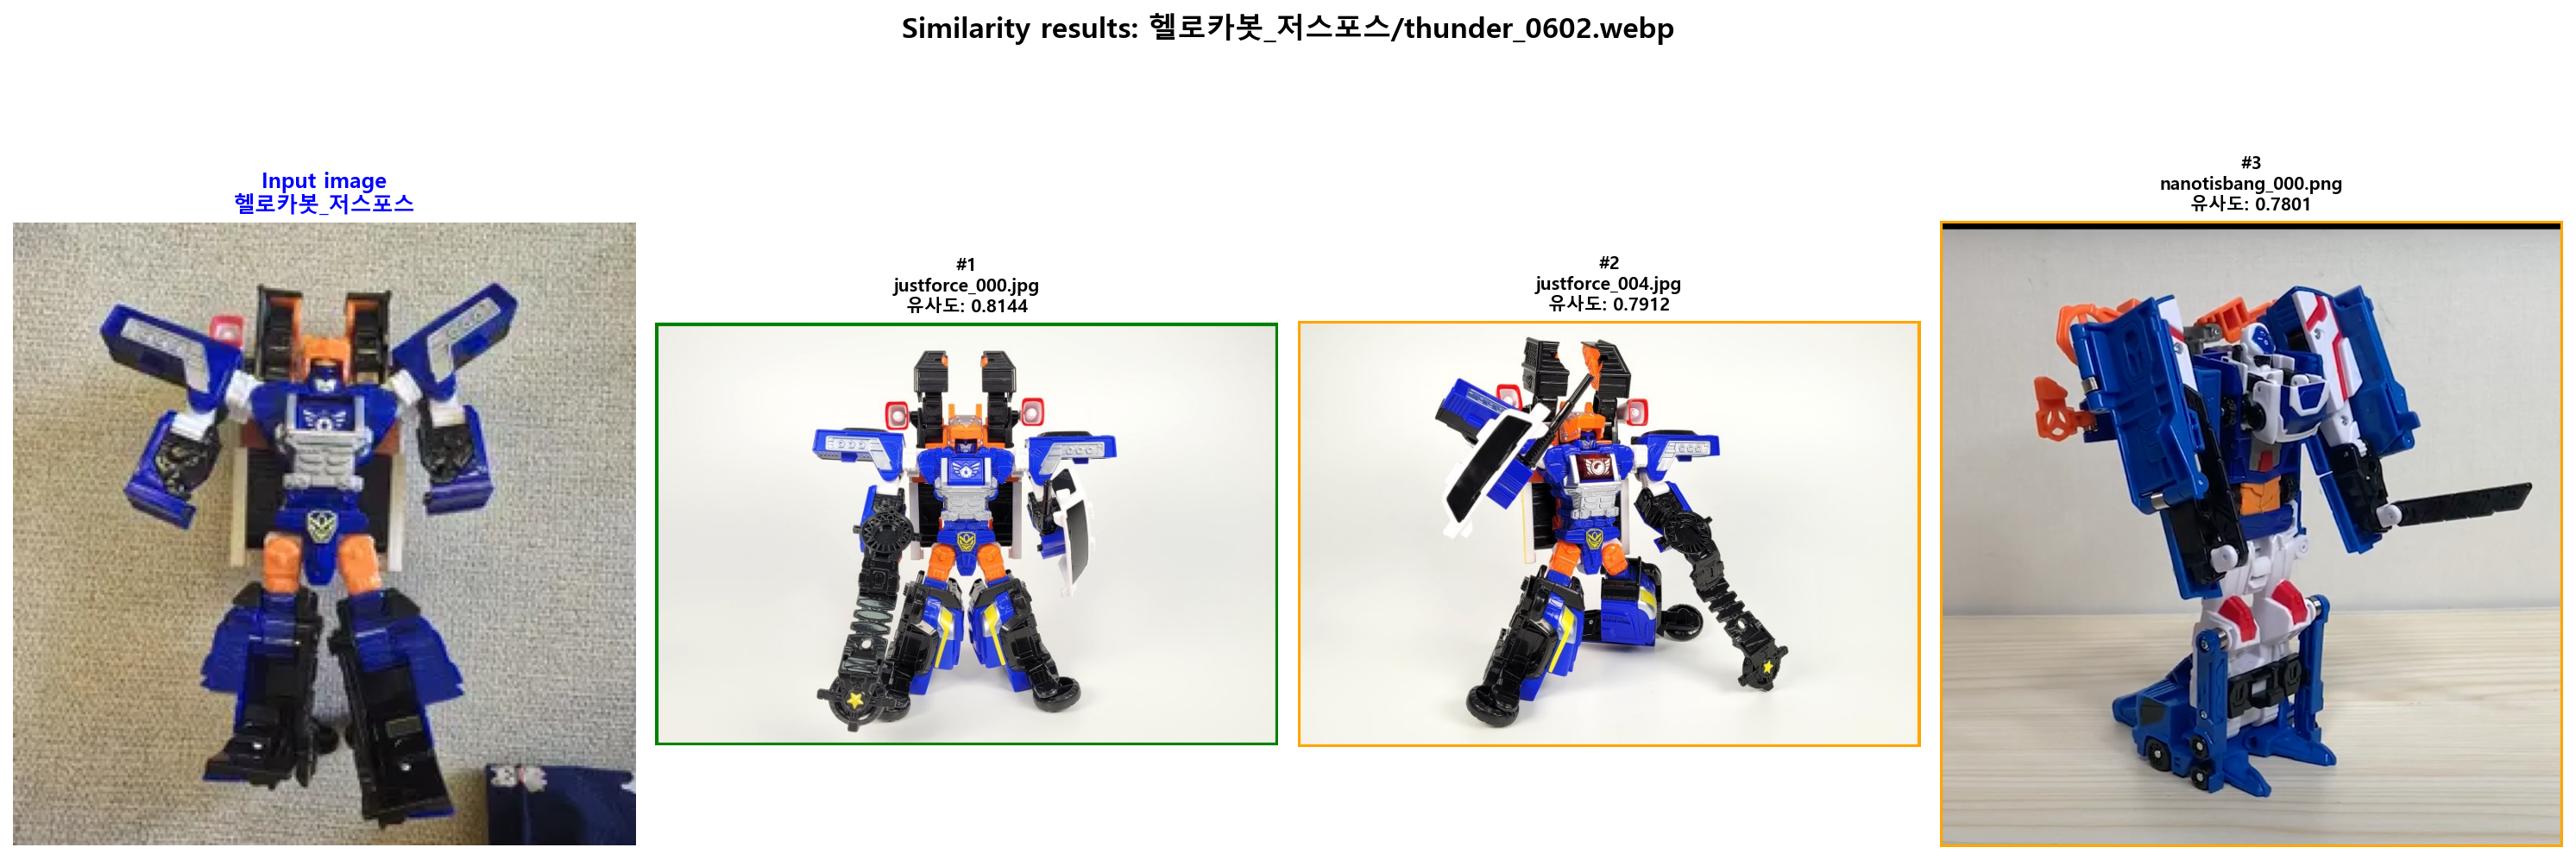 Similarity results: 헬로카봇_저스포스/thunder_0602.webp
Input image
헬로카봇_저스포스
#1
justforce_000.jpg
유사도: 0.8144
#2
justforce_004.jpg
유사도: 0.7912
#3
nanotisbang_000.png
유사도: 0.7801